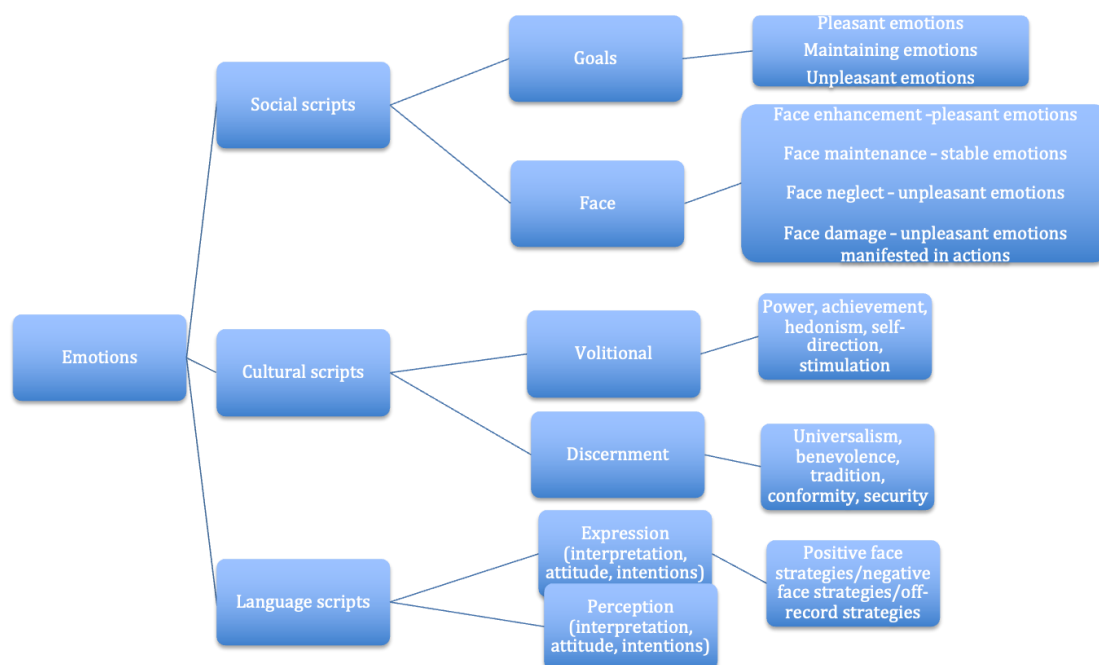 Pleasant emotions
Maintaining emotions
Unpleasant emotions
Goals
Social scripts
Face enhancement –pleasant emotions
Face maintenance – stable emotions
Face neglect – unpleasant emotions
Face damage – unpleasant emotions
manifested in actions
Face
Emotions
Cultural scripts
Volitional
Power, achievement,
hedonism, self-
direction,
stimulation
Discernment
Universalism,
benevolence,
tradition,
conformity, security
Language scripts
Expression
(interpretation,
attitude, intentions)
Positive face
strategies/negative
face strategies/off-
record strategies
Perception
(interpretation,
attitude, intentions)